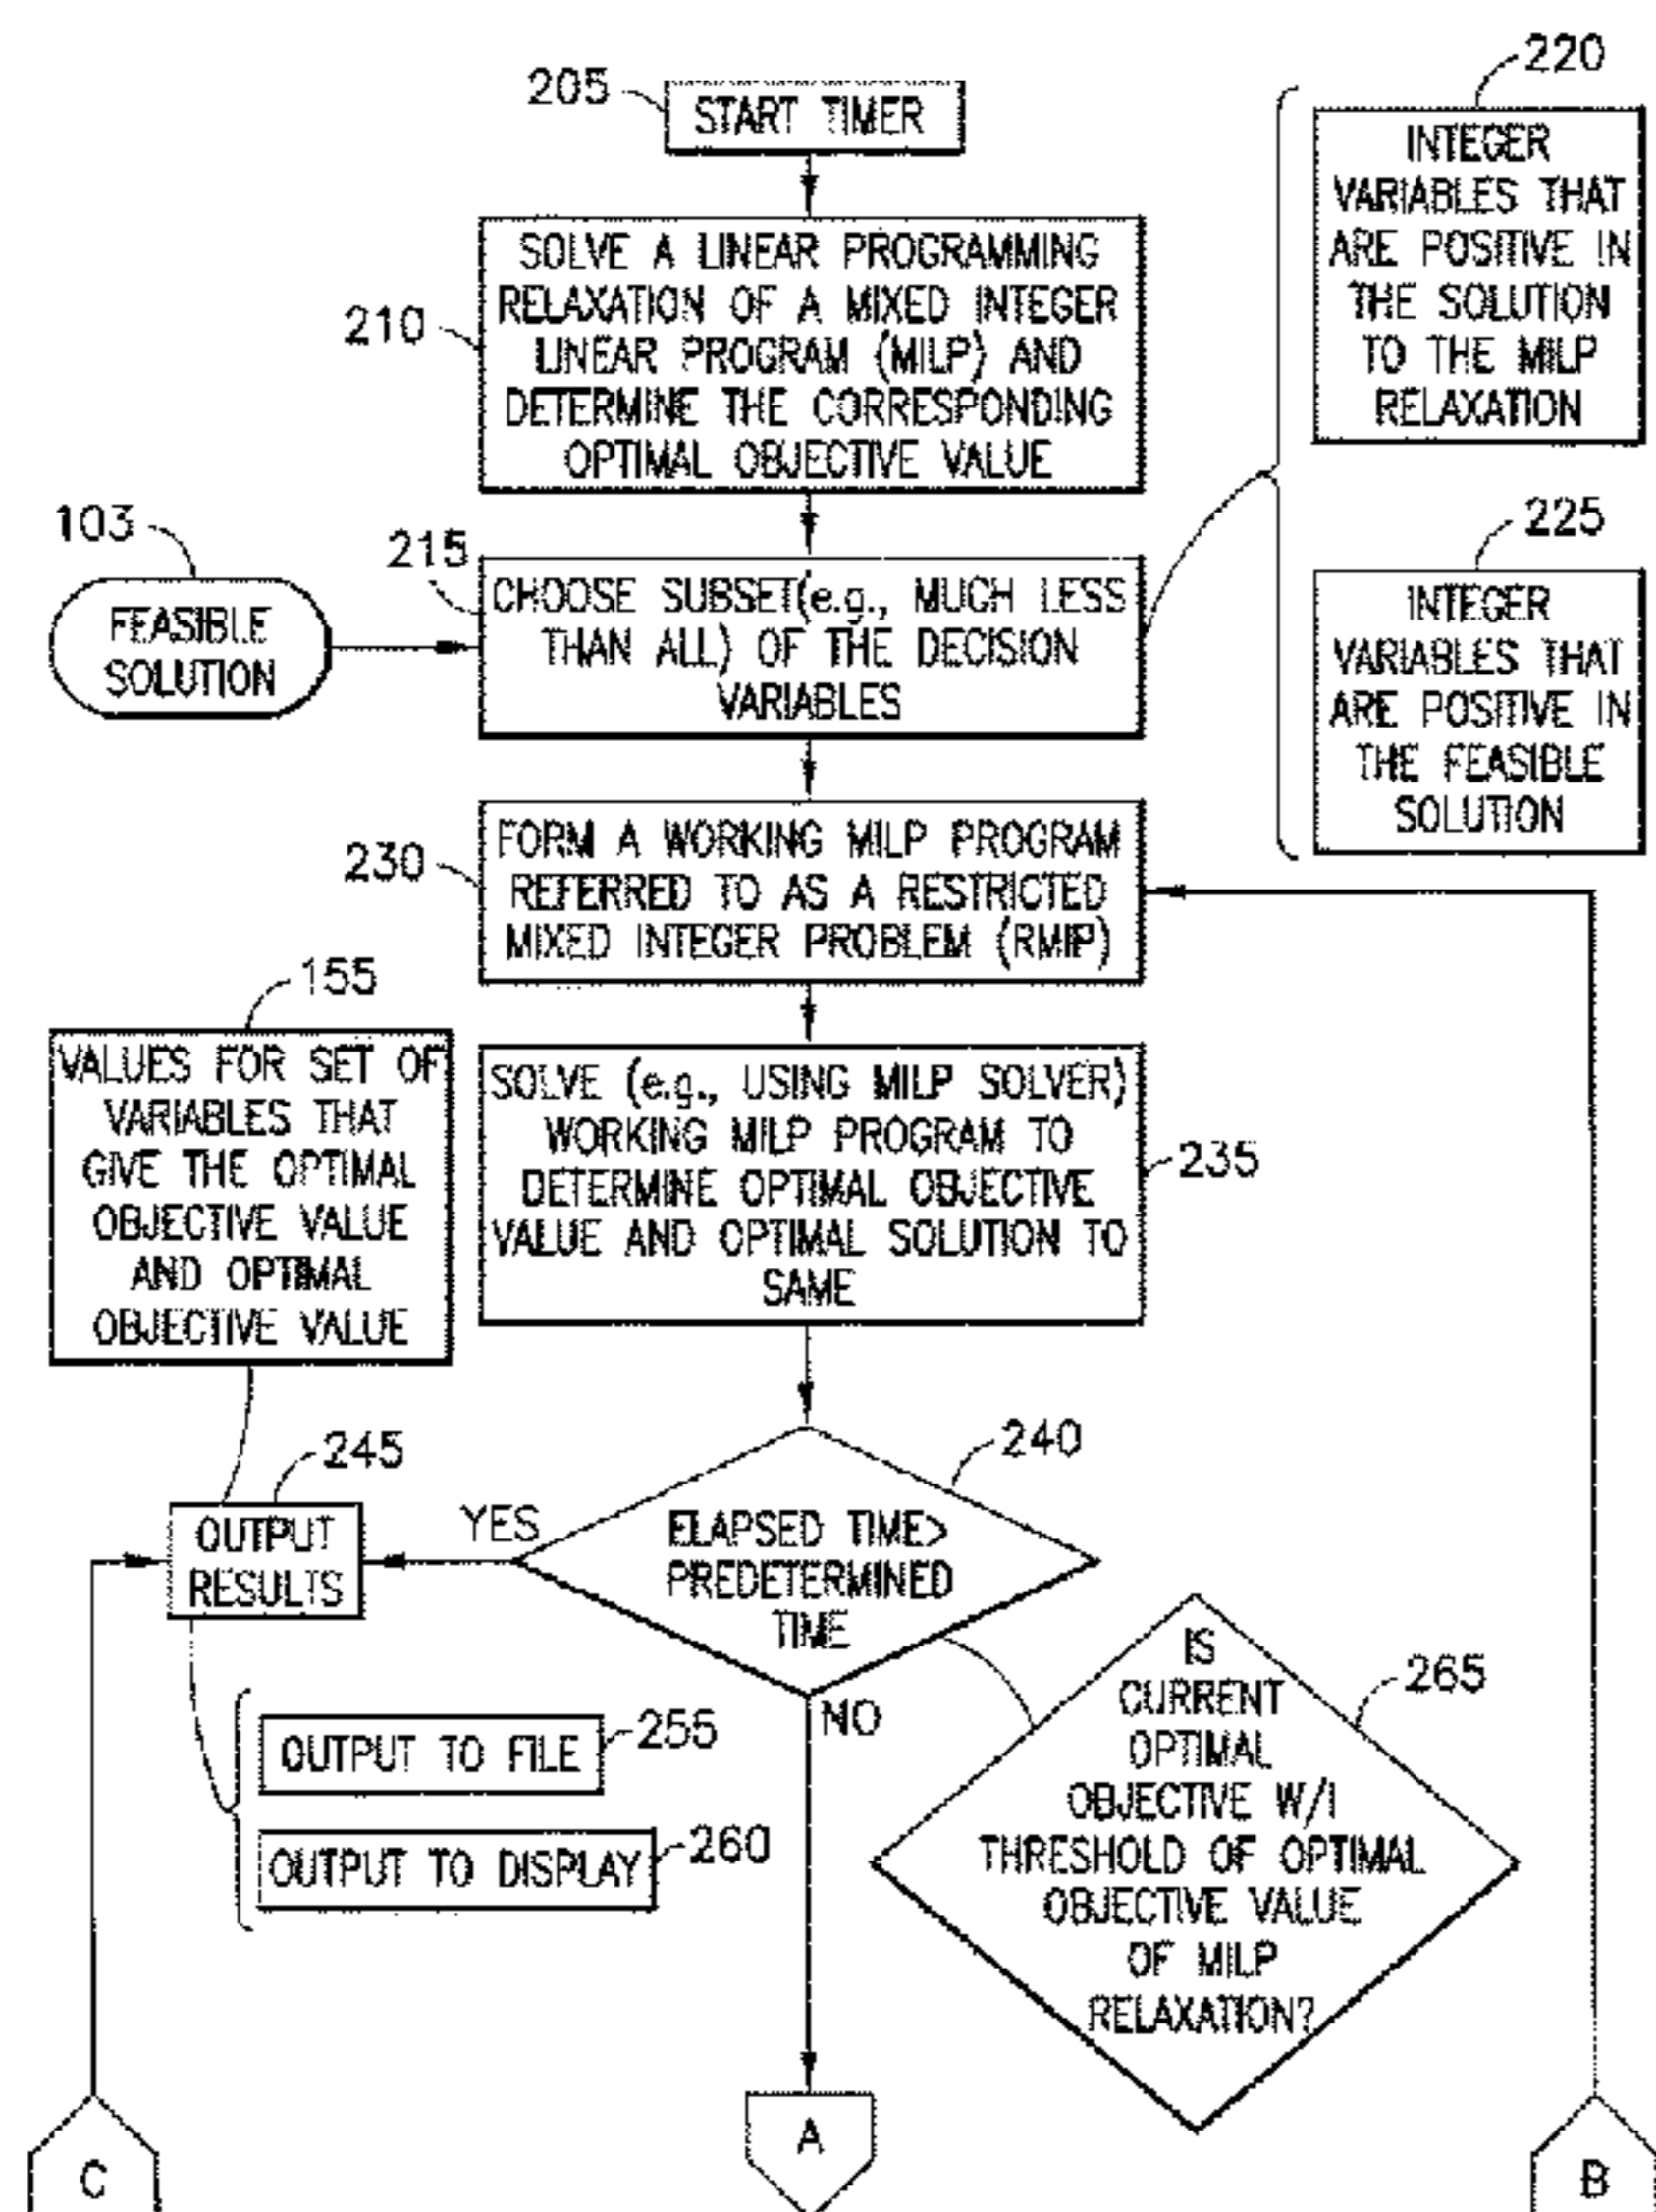 205
START TIMER
220
INTEGER
VARIABLES THAT
ARE POSITIVE IN
THE SOLUTION
TO THE MILP
RELAXATION
210
SOLVE A LINEAR PROGRAMMING
RELAXATION OF A MIXED INTEGER
LINEAR PROGRAM (MILP) AND
DETERMINE THE CORRESPONDING
OPTIMAL OBJECTIVE VALUE
103
FEASIBLE
SOLUTION
215
CHOOSE SUBSET(e.g., MUCH LESS
THAN ALL) OF THE DECISION
VARIABLES
225
INTEGER
VARIABLES THAT
ARE POSITIVE IN
THE FEASIBLE
SOLUTION
230
FORM A WORKING MILP PROGRAM
REFERRED TO AS A RESTRICTED
MIXED INTEGER PROBLEM (RMIP)
155
VALUES FOR SET OF
VARIABLES THAT
GIVE THE OPTIMAL
OBJECTIVE VALUE
AND OPTIMAL
OBJECTIVE VALUE
SOLVE (e.g., USING MILP SOLVER)
WORKING MILP PROGRAM TO
DETERMINE OPTIMAL OBJECTIVE
VALUE AND OPTIMAL SOLUTION TO
SAME
235
240
ELAPSED TIME>
PREDETERMINED
TIME
YES
NO
245
OUTPUT
RESULTS
OUTPUT TO FILE
255
OUTPUT TO DISPLAY
260
265
IS
CURRENT
OPTIMAL
OBJECTIVE W/I
THRESHOLD OF OPTIMAL
OBJECTIVE VALUE
OF MILP
RELAXATION?
C
A
B